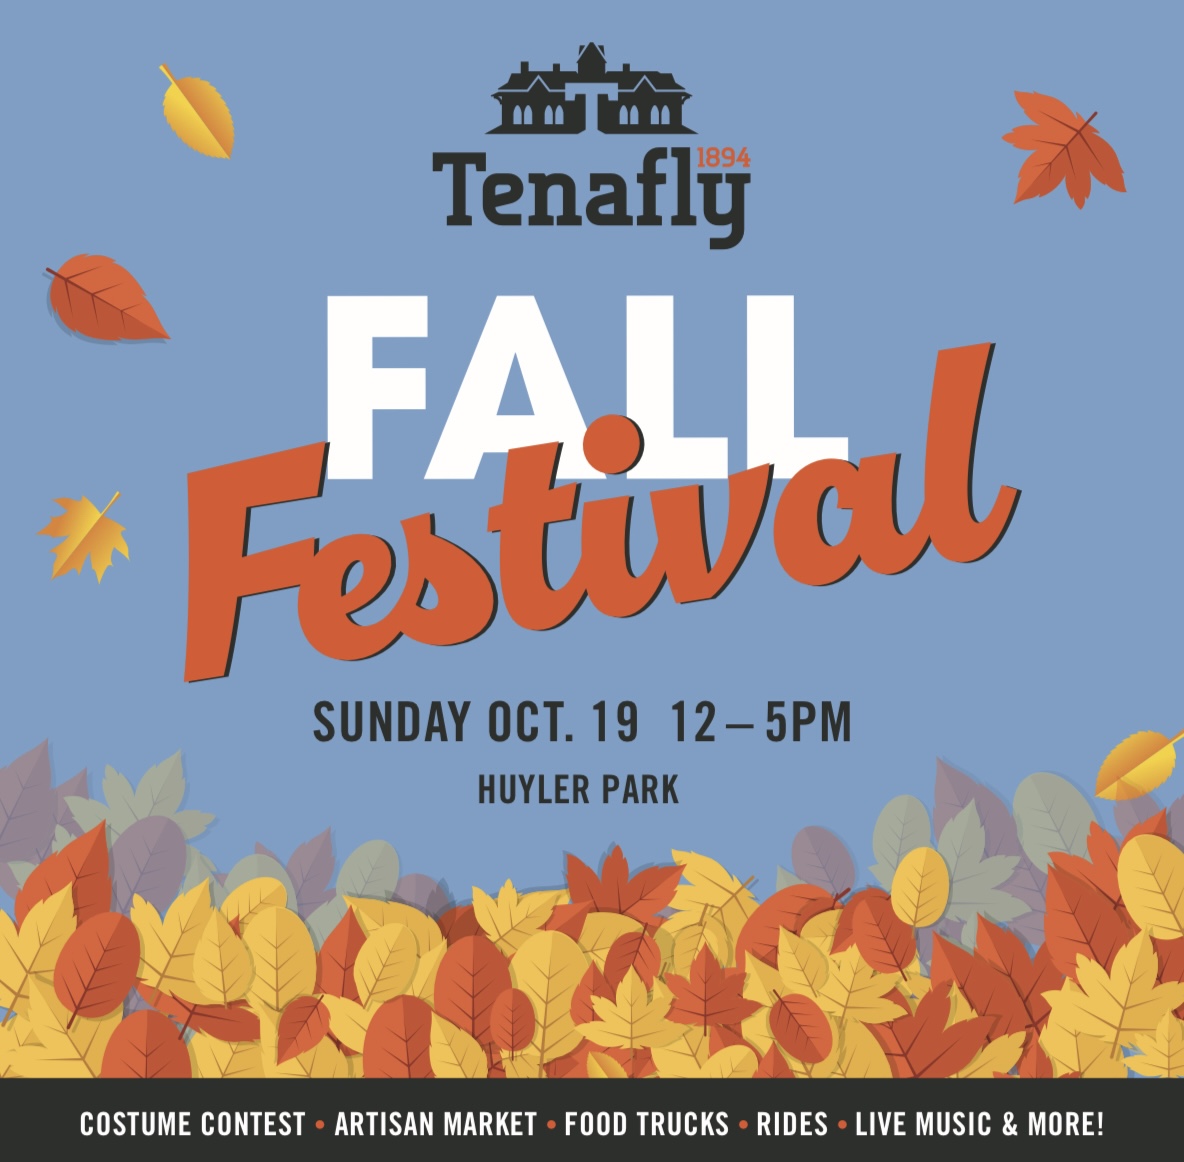 1894
Tenafly
FALL
Festival
SUNDAY OCT. 19 12–5PM
HUYLER PARK
COSTUME CONTEST • ARTISAN MARKET • FOOD TRUCKS • RIDES • LIVE MUSIC & MORE!